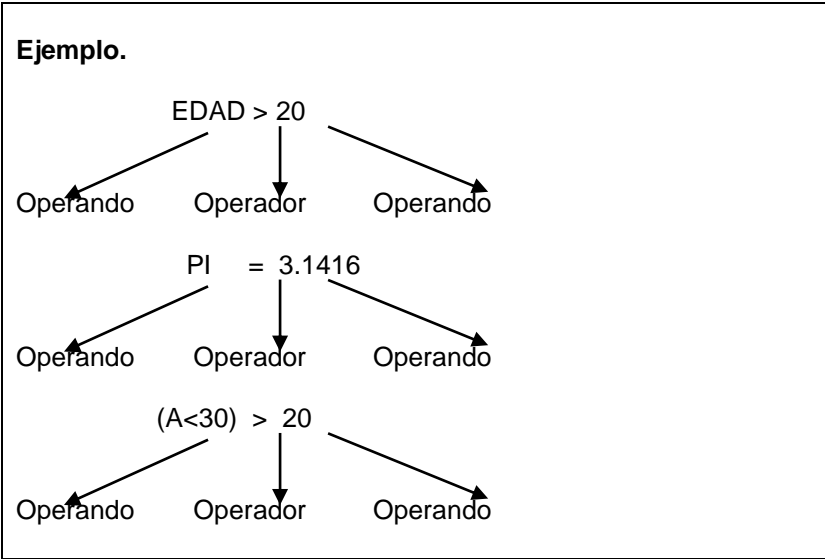 Ejemplo.
EDAD > 20
Operando Operador Operando
PI = 3.1416
Operando Operador Operando
(A<30) > 20
Operando Operador Operando